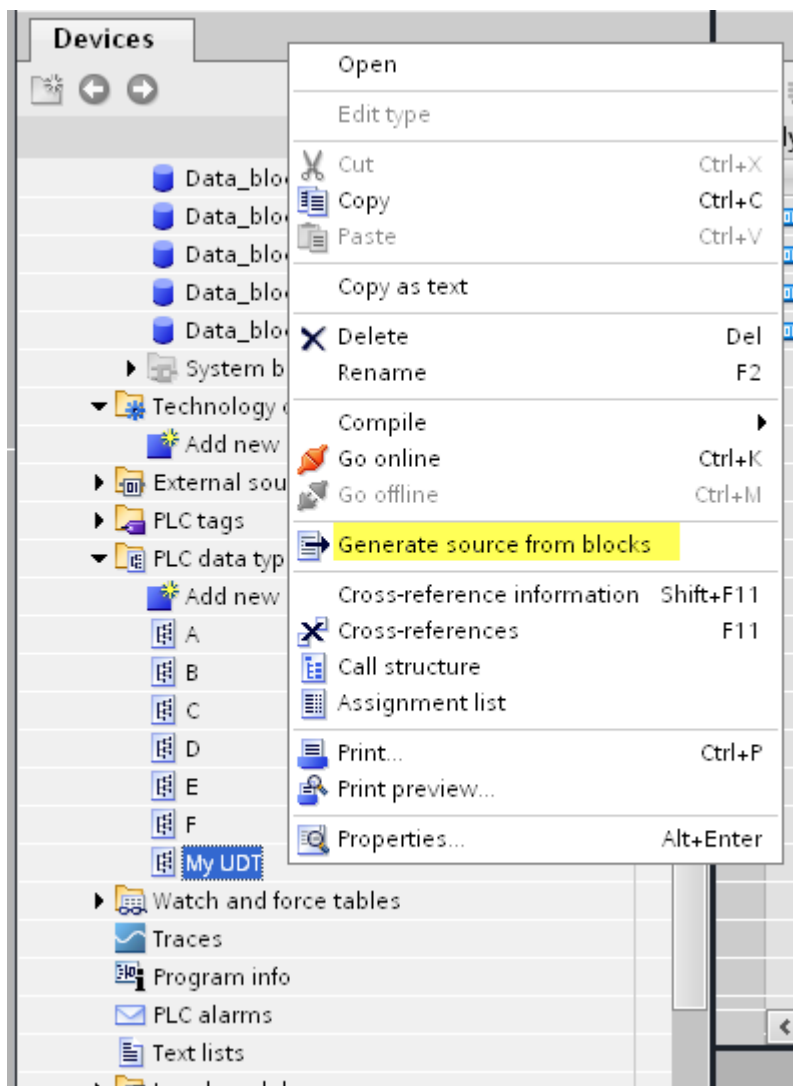 Devices
Open
Edit type
Cut Ctrl+X
Copy Ctrl+C
Paste Ctrl+V
Copy as text
Delete Del
Rename F2
Compile
Go online Ctrl+K
Go offline Ctrl+M
Generate source from blocks
Cross-reference information Shift+F11
Cross-references F11
Call structure
Assignment list
Print... Ctrl+P
Print preview...
Properties... Alt+Enter
Data_blo
Data_blo
Data_blo
Data_blo
Data_blo
System b
Technology
Add new
External sou
PLC tags
PLC data typ
Add new
A
B
C
D
E
F
My UDT
Watch and force tables
Traces
Program info
PLC alarms
Text lists